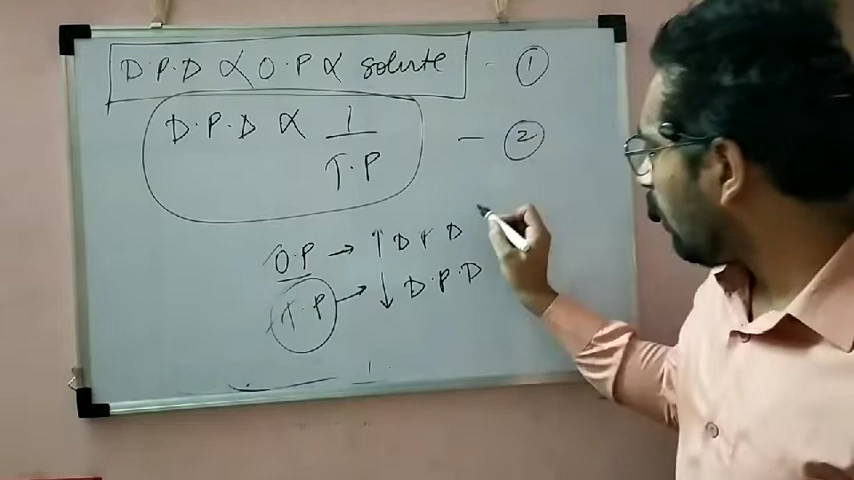 D.P.D ∝ O.P ∝ solute - ①
D.P.D ∝ 1/T.P — ②
↑O.P → ↑ D P D
↑T.P → ↓ D.P.D